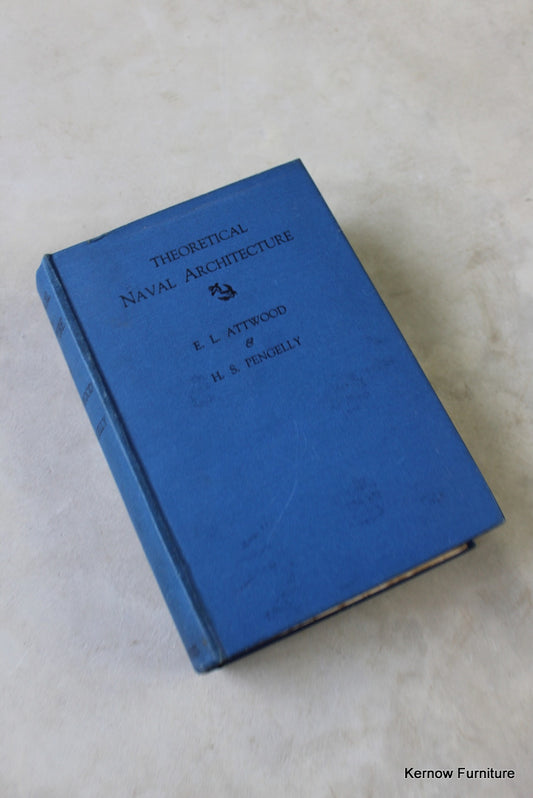 THEORETICAL
NAVAL ARCHITECTURE
E. L. ATTWOOD
&
H. S. PENGELLY
Kernow Furniture